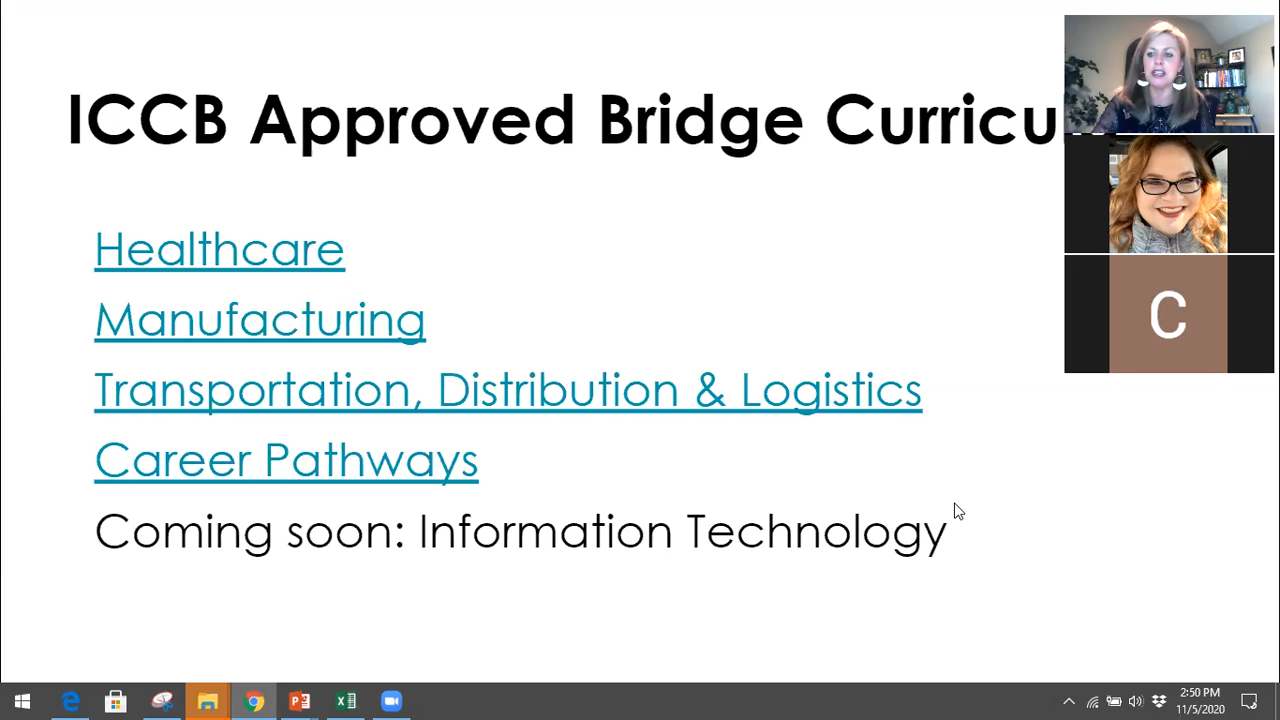 ICCB Approved Bridge Curricu
Healthcare
Manufacturing
Transportation, Distribution & Logistics
Career Pathways
Coming soon: Information Technology
C
2:50 PM
11/5/2020